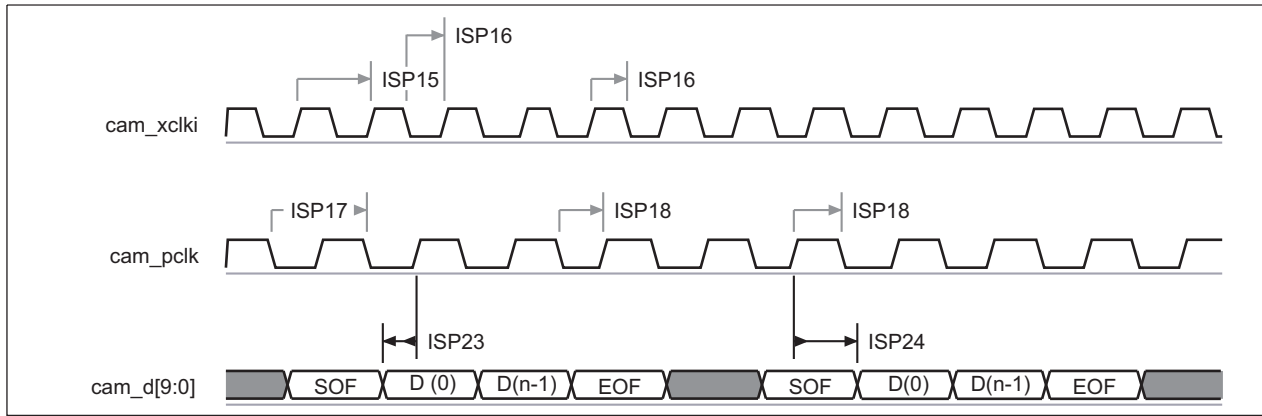 ISP16
ISP15
ISP16
cam_xclki
ISP17
ISP18
ISP18
cam_pclk
ISP23
ISP24
cam_d[9:0]
SOF
D (0)
D(n-1)
EOF
SOF
D(0)
D(n-1)
EOF